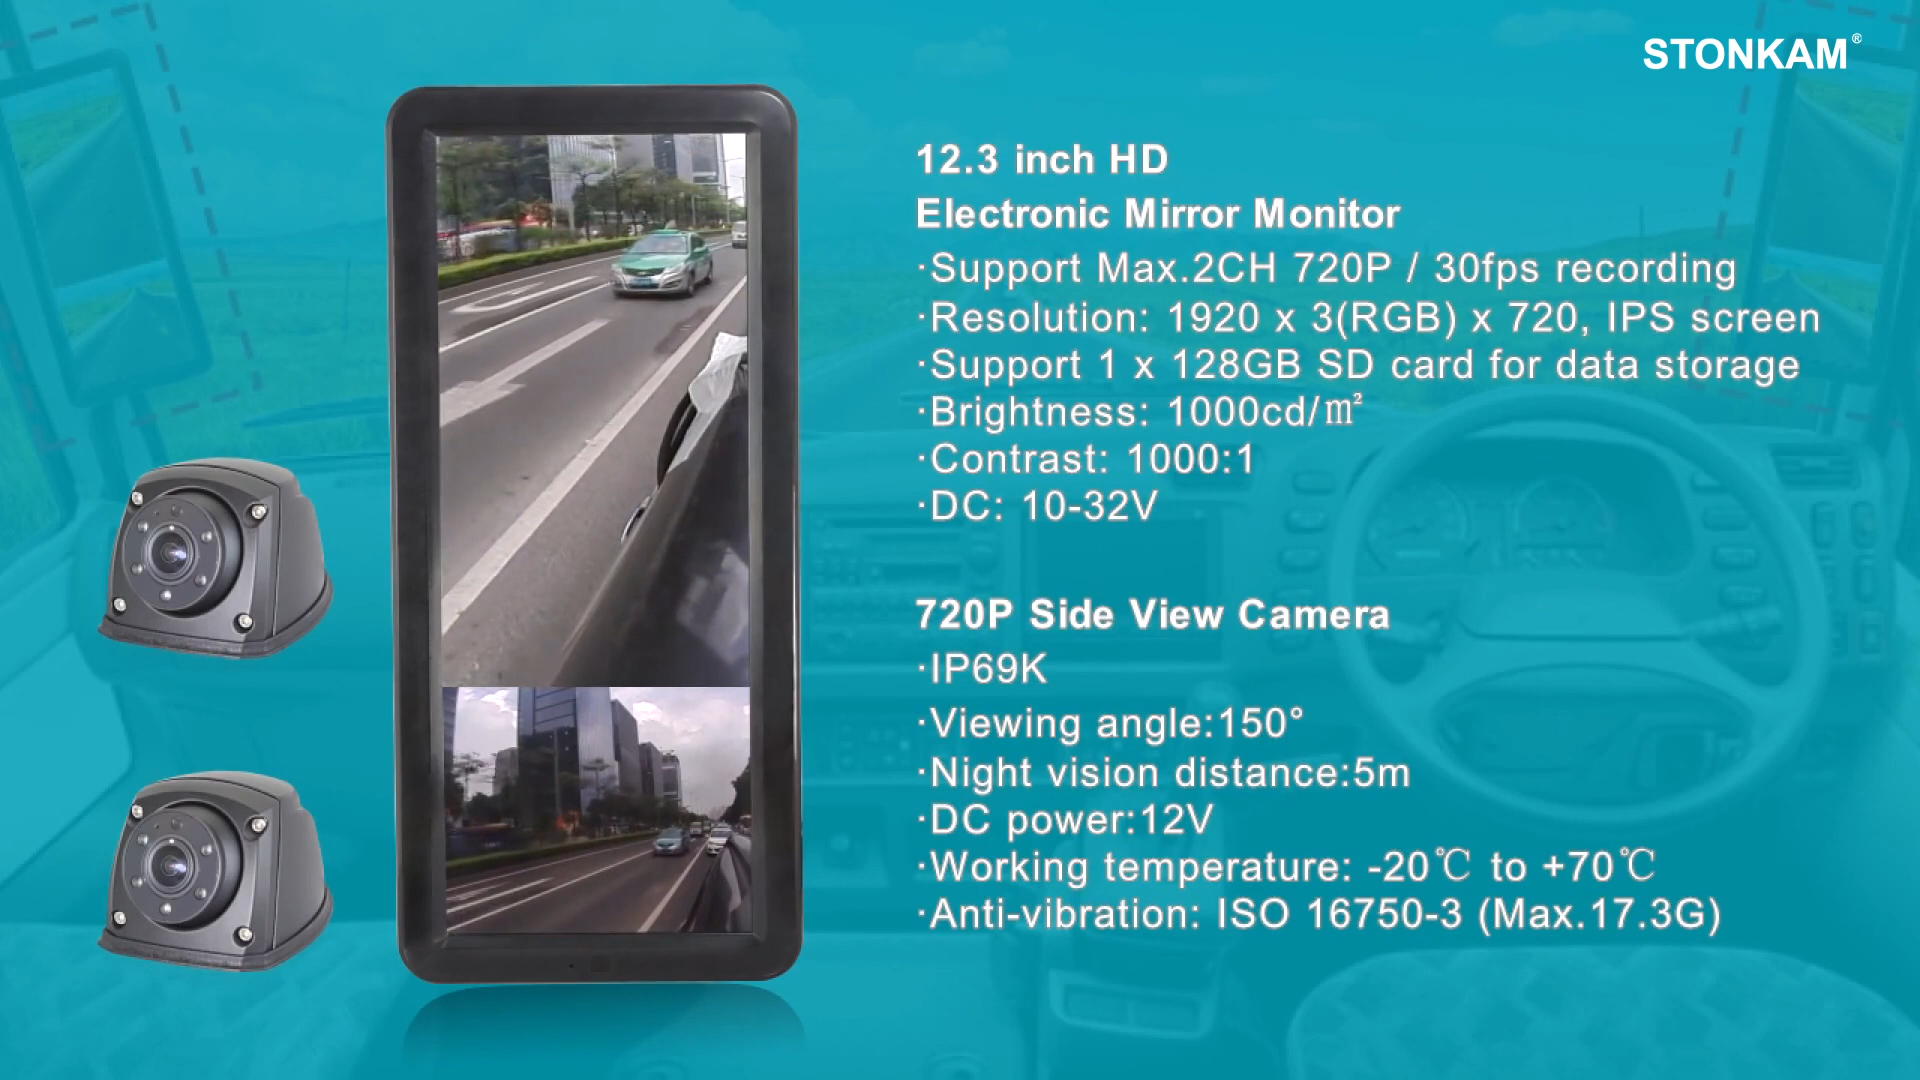 STONKAM®
12.3 inch HD
Electronic Mirror Monitor
·Support Max.2CH 720P / 30fps recording
·Resolution: 1920 x 3(RGB) x 720, IPS screen
·Support 1 x 128GB SD card for data storage
·Brightness: 1000cd/㎡
·Contrast: 1000:1
·DC: 10-32V
720P Side View Camera
·IP69K
·Viewing angle:150°
·Night vision distance:5m
·DC power:12V
·Working temperature: -20℃ to +70℃
·Anti-vibration: ISO 16750-3 (Max.17.3G)